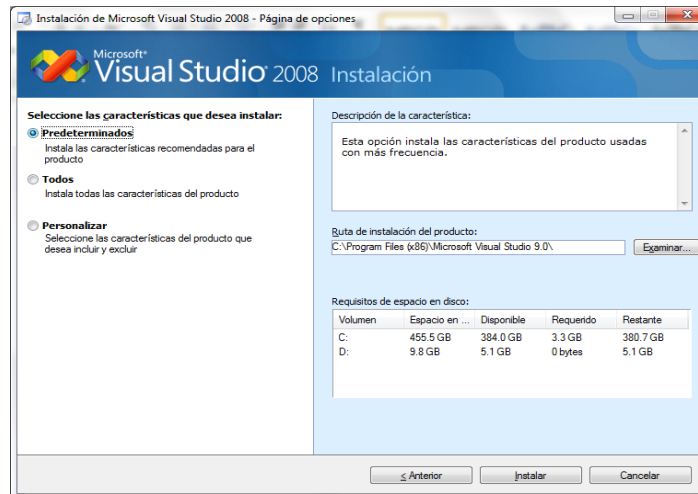 Instalación de Microsoft Visual Studio 2008 - Página de opciones
Microsoft®
Visual Studio® 2008 Instalación
Seleccione las características que desea instalar:
Predeterminados
Instala las características recomendadas para el
producto
Todos
Instala todas las características del producto
Personalizar
Seleccione las características del producto que
desea incluir y excluir
Descripción de la característica:
Esta opción instala las características del producto usadas
con más frecuencia.
Ruta de instalación del producto:
C:\Program Files (x86)\Microsoft Visual Studio 9.0\
Examinar...
Requisitos de espacio en disco:
Volumen Espacio en ... Disponible Requerido Restante
C: 455.5 GB 384.0 GB 3.3 GB 380.7 GB
D: 9.8 GB 5.1 GB 0 bytes 5.1 GB
< Anterior Instalar Cancelar